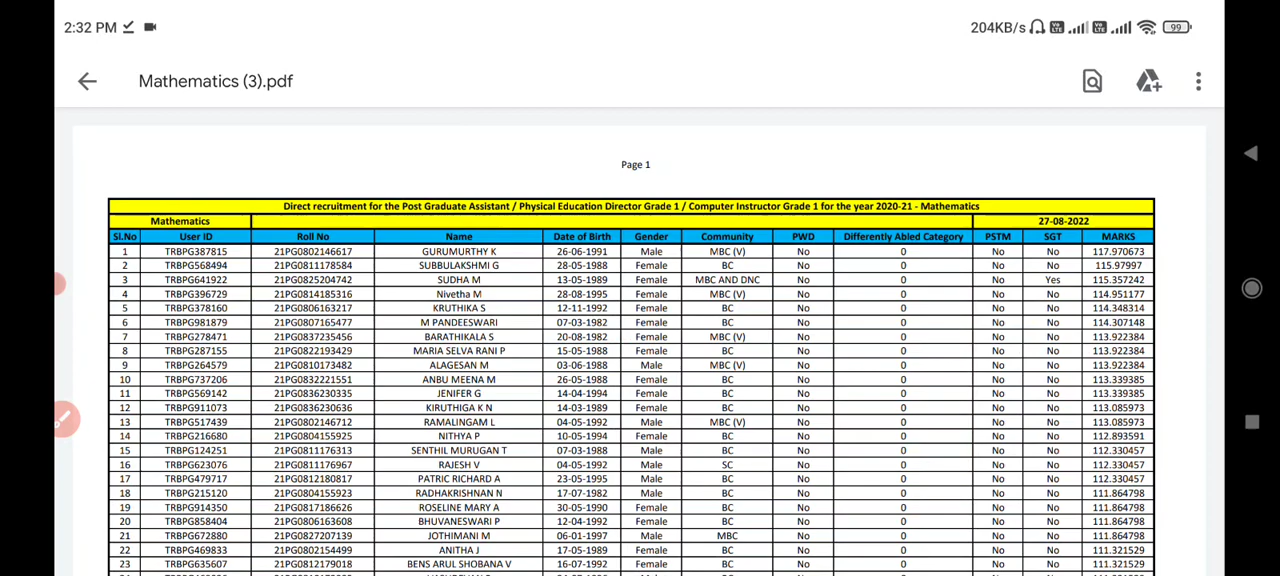 2:32 PM 204KB/s 99
Mathematics (3).pdf
Page 1
Direct recruitment for the Post Graduate Assistant / Physical Education Director Grade 1 / Computer Instructor Grade 1 for the year 2020-21 - Mathematics
Mathematics 27-08-2022
Sl.No User ID Roll No Name Date of Birth Gender Community PWD Differently Abled Category PSTM SGT MARKS
1 TRBPG387815 21PG0802146617 GURUMURTHY K 26-06-1991 Male MBC (V) No 0 No No 117.970673
2 TRBPG568494 21PG0811178584 SUBBULAKSHMI G 28-05-1988 Female BC No 0 No No 115.97997
3 TRBPG641922 21PG0825204742 SUDHA M 13-05-1989 Female MBC AND DNC No 0 No Yes 115.357242
4 TRBPG396729 21PG0814185316 Nivetha M 28-08-1995 Female MBC (V) No 0 No No 114.951177
5 TRBPG378160 21PG0806163217 KRUTHIKA S 12-11-1992 Female BC No 0 No No 114.348314
6 TRBPG981879 21PG0807165477 M PANDEESWARI 07-03-1982 Female BC No 0 No No 114.307148
7 TRBPG278471 21PG0837235456 BARATHIKALA S 20-08-1982 Female MBC (V) No 0 No No 113.922384
8 TRBPG287155 21PG0822193429 MARIA SELVA RANI P 15-05-1988 Female BC No 0 No No 113.922384
9 TRBPG264579 21PG0810173482 ALAGESAN M 03-06-1988 Male MBC (V) No 0 No No 113.922384
10 TRBPG737206 21PG0832221551 ANBU MEENA M 26-05-1988 Female BC No 0 No No 113.339385
11 TRBPG569142 21PG0836230335 JENIFER G 14-04-1994 Female BC No 0 No No 113.339385
12 TRBPG911073 21PG0836230636 KIRUTHIGA K N 14-03-1989 Female BC No 0 No No 113.085973
13 TRBPG517439 21PG0802146712 RAMALINGAM L 04-05-1992 Male MBC (V) No 0 No No 113.085973
14 TRBPG216680 21PG0804155925 NITHYA P 10-05-1994 Female BC No 0 No No 112.893591
15 TRBPG124251 21PG0811176313 SENTHIL MURUGAN T 07-03-1988 Male BC No 0 No No 112.330457
16 TRBPG623076 21PG0811176967 RAJESH V 04-05-1992 Male SC No 0 No No 112.330457
17 TRBPG479717 21PG0812180817 PATRIC RICHARD A 23-05-1995 Male BC No 0 No No 112.330457
18 TRBPG215120 21PG0804155923 RADHAKRISHNAN N 17-07-1982 Male BC No 0 No No 111.864798
19 TRBPG914350 21PG0817186626 ROSELINE MARY A 30-05-1990 Female BC No 0 No No 111.864798
20 TRBPG858404 21PG0806163608 BHUVANESWARI P 12-04-1992 Female BC No 0 No No 111.864798
21 TRBPG672880 21PG0827207139 JOTHIMANI M 06-01-1997 Male MBC No 0 No No 111.864798
22 TRBPG469833 21PG0802154499 ANITHA J 17-05-1989 Female BC No 0 No No 111.321529
23 TRBPG635607 21PG0812179018 BENS ARUL SHOBANA V 16-07-1992 Female BC No 0 No No 111.321529